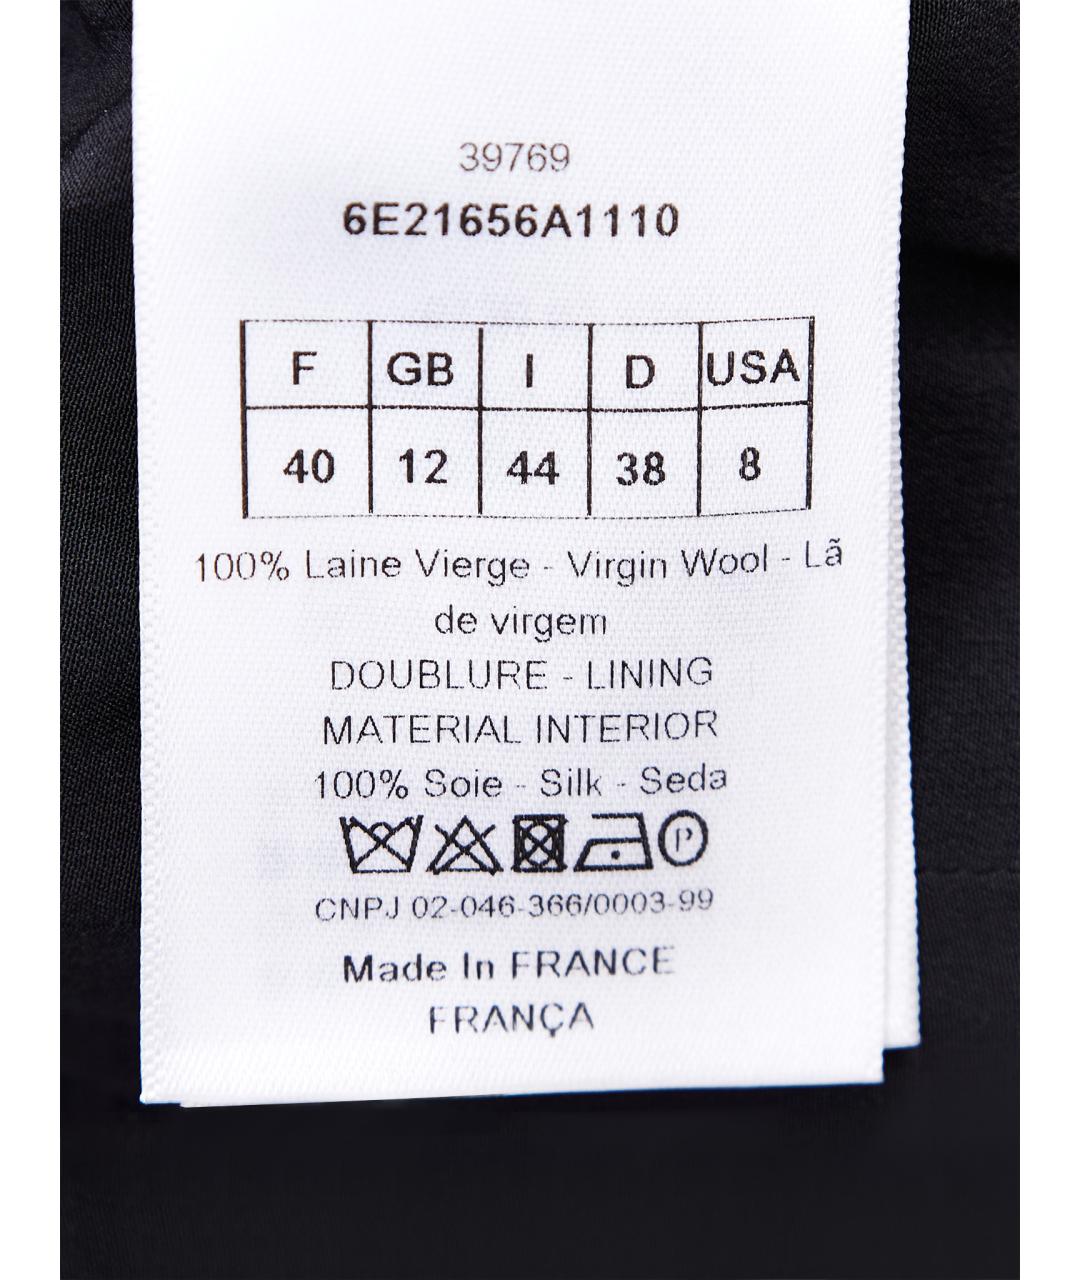 39769
6E21656A1110
F GB I D USA
40 12 44 38 8
100% Laine Vierge - Virgin Wool - Lã
de virgem
DOUBLURE - LINING
MATERIAL INTERIOR
100% Soie - Silk - Seda
P
CNPJ 02-046-366/0003-99
Made In FRANCE
FRANÇA